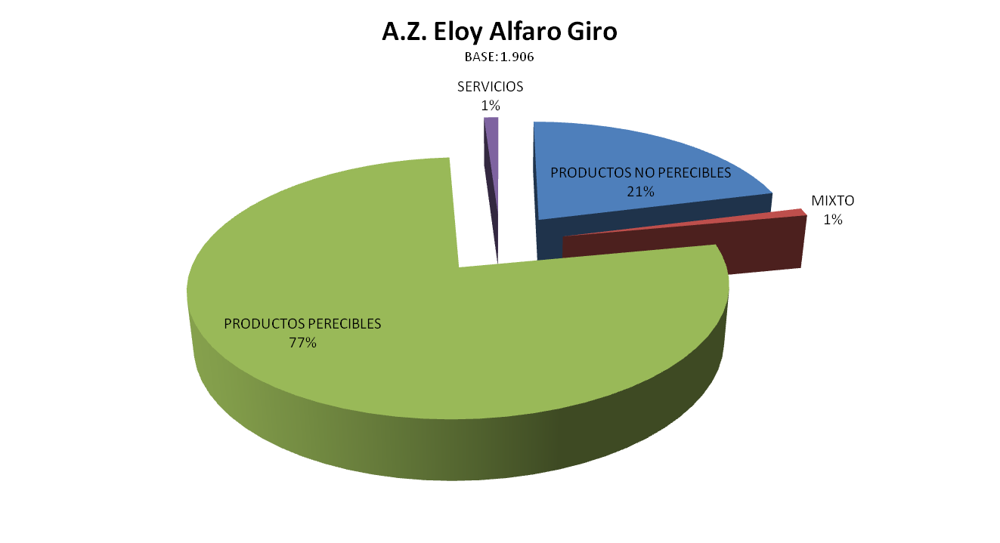 A.Z. Eloy Alfaro Giro
BASE: 1.906
SERVICIOS
1%
PRODUCTOS NO PERECIBLES
21%
MIXTO
1%
PRODUCTOS PERECIBLES
77%